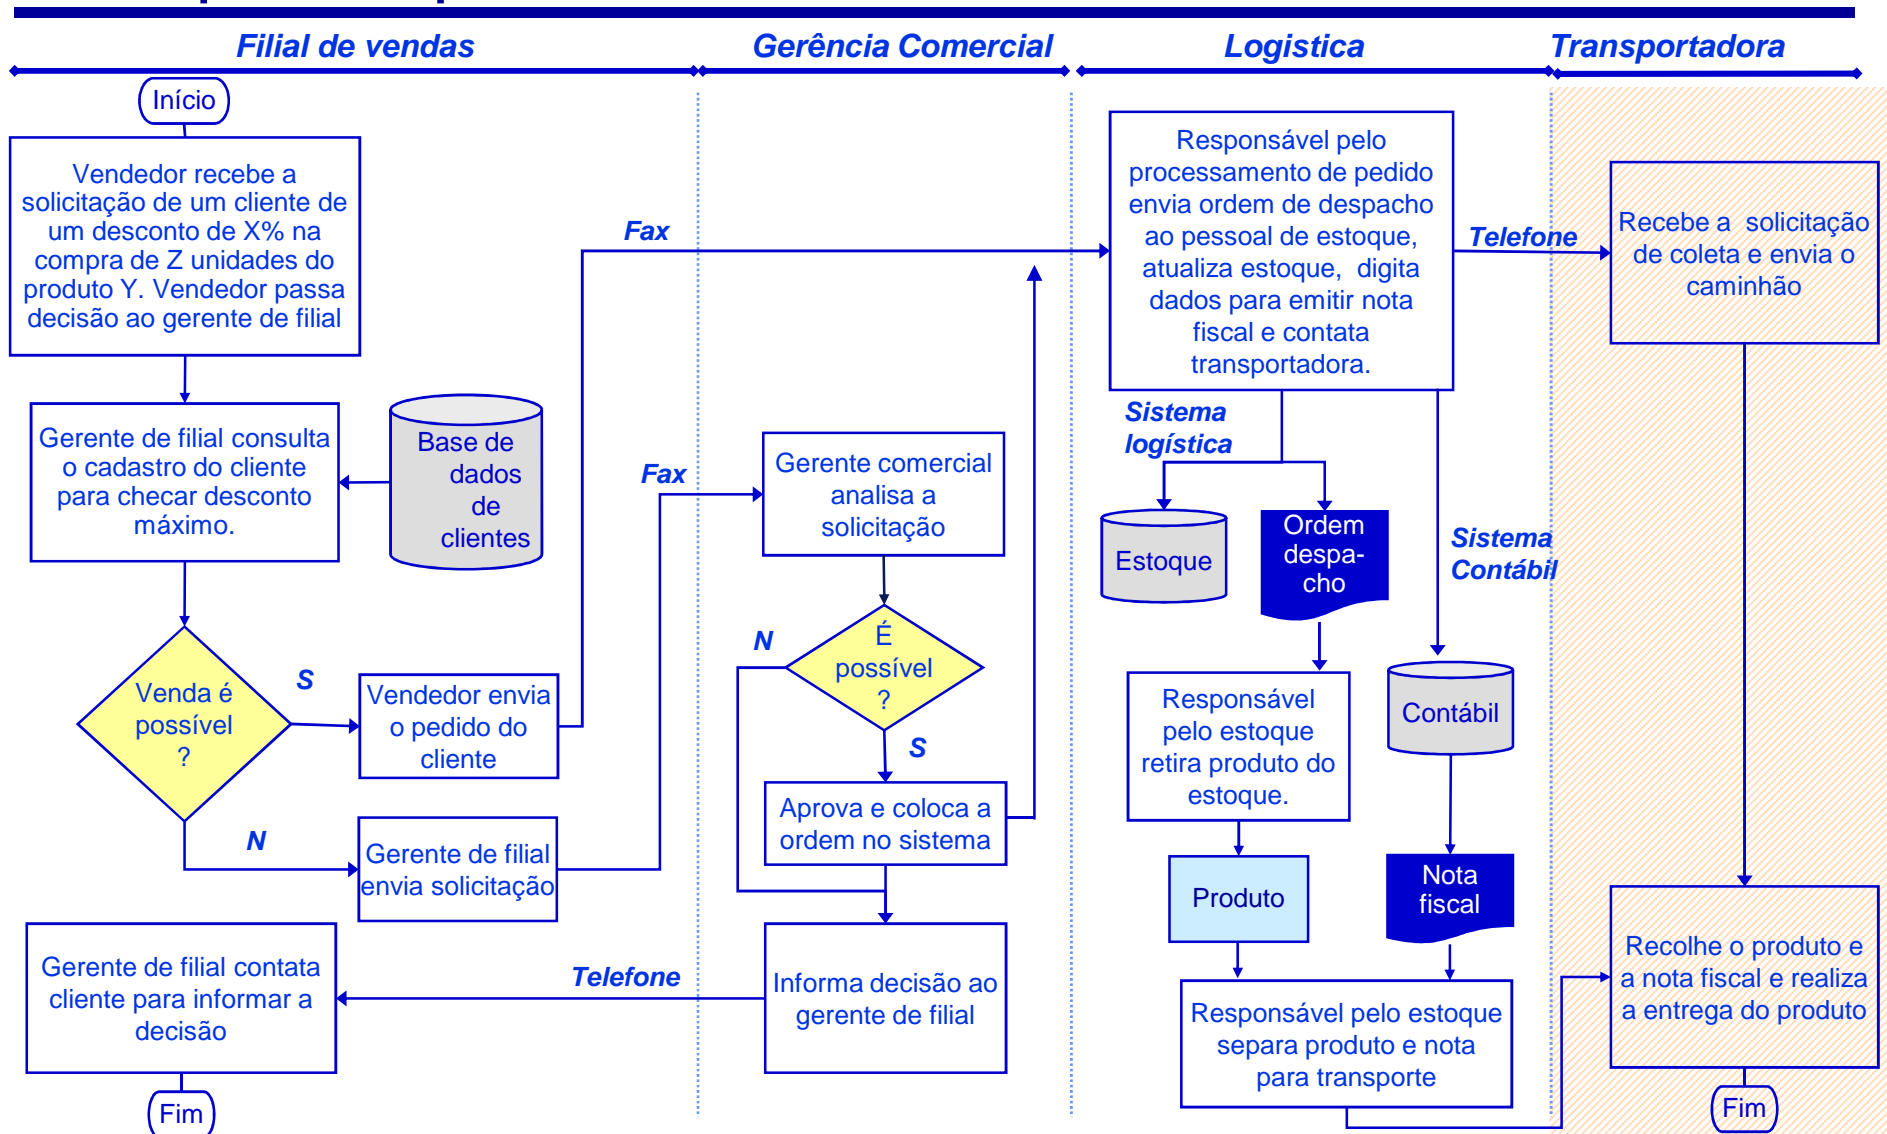 Filial de vendas
Gerência Comercial
Logistica
Transportadora
Início
Vendedor recebe a
solicitação de um cliente de
um desconto de X% na
compra de Z unidades do
produto Y. Vendedor passa
decisão ao gerente de filial
Gerente de filial consulta
o cadastro do cliente
para checar desconto
máximo.
Base de
dados
de
clientes
Venda é
possível
?
S
Vendedor envia
o pedido do
cliente
N
Gerente de filial
envia solicitação
Gerente de filial contata
cliente para informar a
decisão
Fim
Fax
Fax
Telefone
Gerente comercial
analisa a
solicitação
N
É
possível
?
S
Aprova e coloca a
ordem no sistema
Informa decisão ao
gerente de filial
Responsável pelo
processamento de pedido
envia ordem de despacho
ao pessoal de estoque,
atualiza estoque, digita
dados para emitir nota
fiscal e contata
transportadora.
Sistema
logística
Estoque
Ordem
despa-
cho
Sistema
Contábil
Responsável
pelo estoque
retira produto do
estoque.
Contábil
Produto
Nota
fiscal
Responsável pelo estoque
separa produto e nota
para transporte
Telefone
Recebe a solicitação
de coleta e envia o
caminhão
Recolhe o produto e
a nota fiscal e realiza
a entrega do produto
Fim